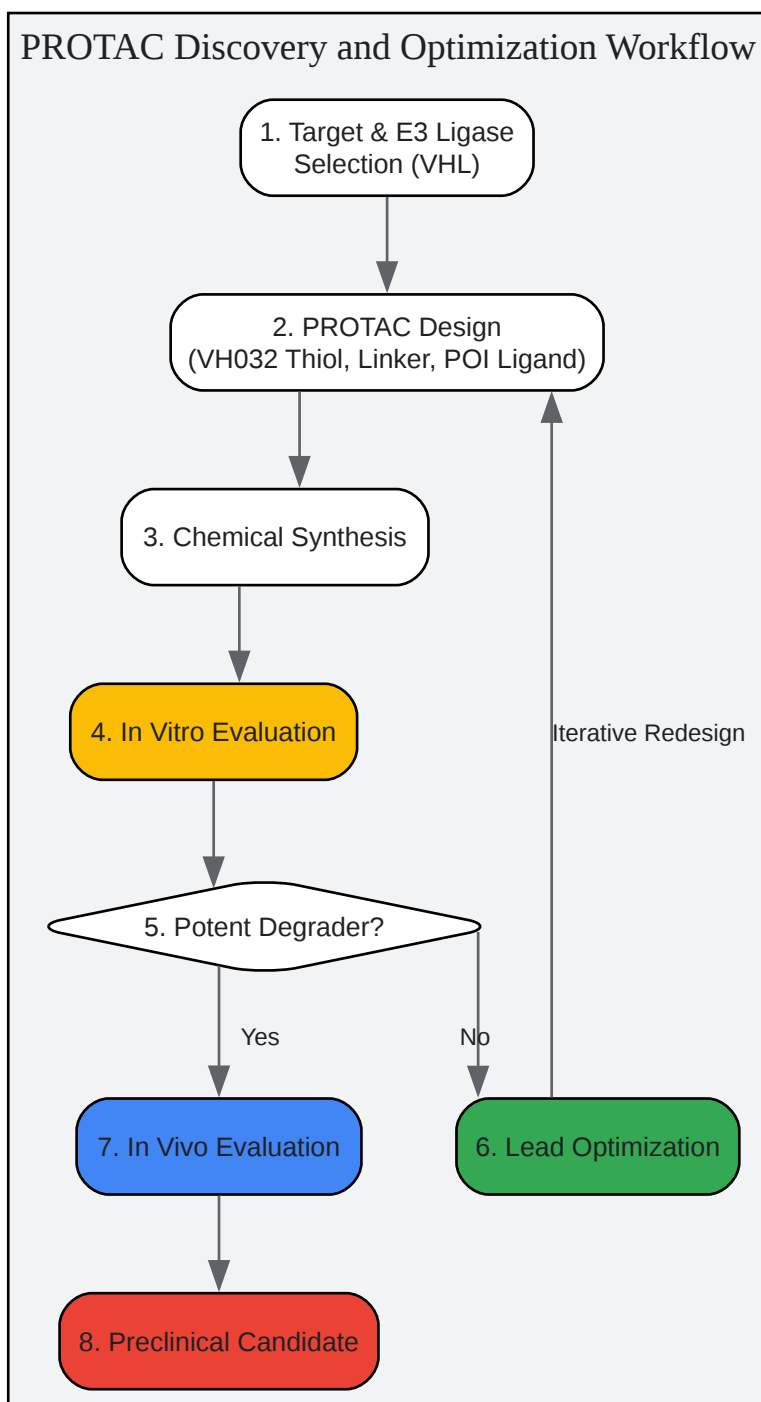 PROTAC Discovery and Optimization Workflow
1. Target & E3 Ligase
Selection (VHL)
2. PROTAC Design
(VH032 Thiol, Linker, POI Ligand)
3. Chemical Synthesis
4. In Vitro Evaluation
Iterative Redesign
5. Potent Degrader?
Yes
No
7. In Vivo Evaluation
6. Lead Optimization
8. Preclinical Candidate